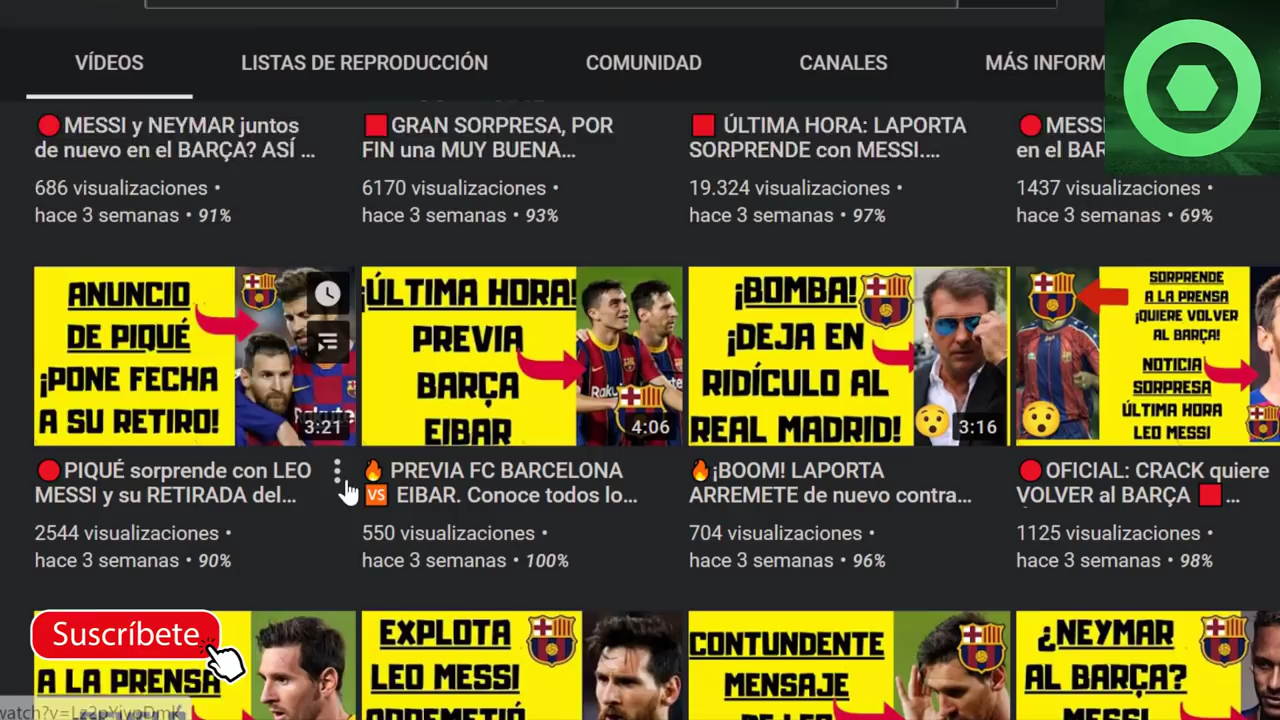 VÍDEOS
LISTAS DE REPRODUCCIÓN
COMUNIDAD
CANALES
MÁS INFORM
🔴MESSI y NEYMAR juntos
de nuevo en el BARÇA? ASÍ ...
686 visualizaciones •
hace 3 semanas • 91%
🟥GRAN SORPRESA, POR
FIN una MUY BUENA...
6170 visualizaciones •
hace 3 semanas • 93%
🟥 ÚLTIMA HORA: LAPORTA
SORPRENDE con MESSI....
19.324 visualizaciones •
hace 3 semanas • 97%
🔴MESS
en el BAR
1437 visualizaciones •
hace 3 semanas • 69%
ANUNCIO
DE PIQUÉ
¡PONE FECHA
A SU RETIRO!
3:21
¡ÚLTIMA HORA!
PREVIA
BARÇA
EIBAR
4:06
¡BOMBA!
¡DEJA EN
RIDÍCULO AL
REAL MADRID!
3:16
SORPRENDE
A LA PRENSA
¡QUIERE VOLVER
AL BARÇA!
NOTICIA
SORPRESA
ÚLTIMA HORA
LEO MESSI
🔴PIQUÉ sorprende con LEO
MESSI y su RETIRADA del...
2544 visualizaciones •
hace 3 semanas • 90%
🔥 PREVIA FC BARCELONA
🆚 EIBAR. Conoce todos lo...
550 visualizaciones •
hace 3 semanas • 100%
🔥¡BOOM! LAPORTA
ARREMETE de nuevo contra...
704 visualizaciones •
hace 3 semanas • 96%
🔴OFICIAL: CRACK quiere
VOLVER al BARÇA 🟥...
1125 visualizaciones •
hace 3 semanas • 98%
Suscríbete
A LA PRENSA
EXPLOTA
LEO MESSI
ARREMETIÓ
CONTUNDENTE
MENSAJE
DE LEO
¿NEYMAR
AL BARÇA?
MESSI